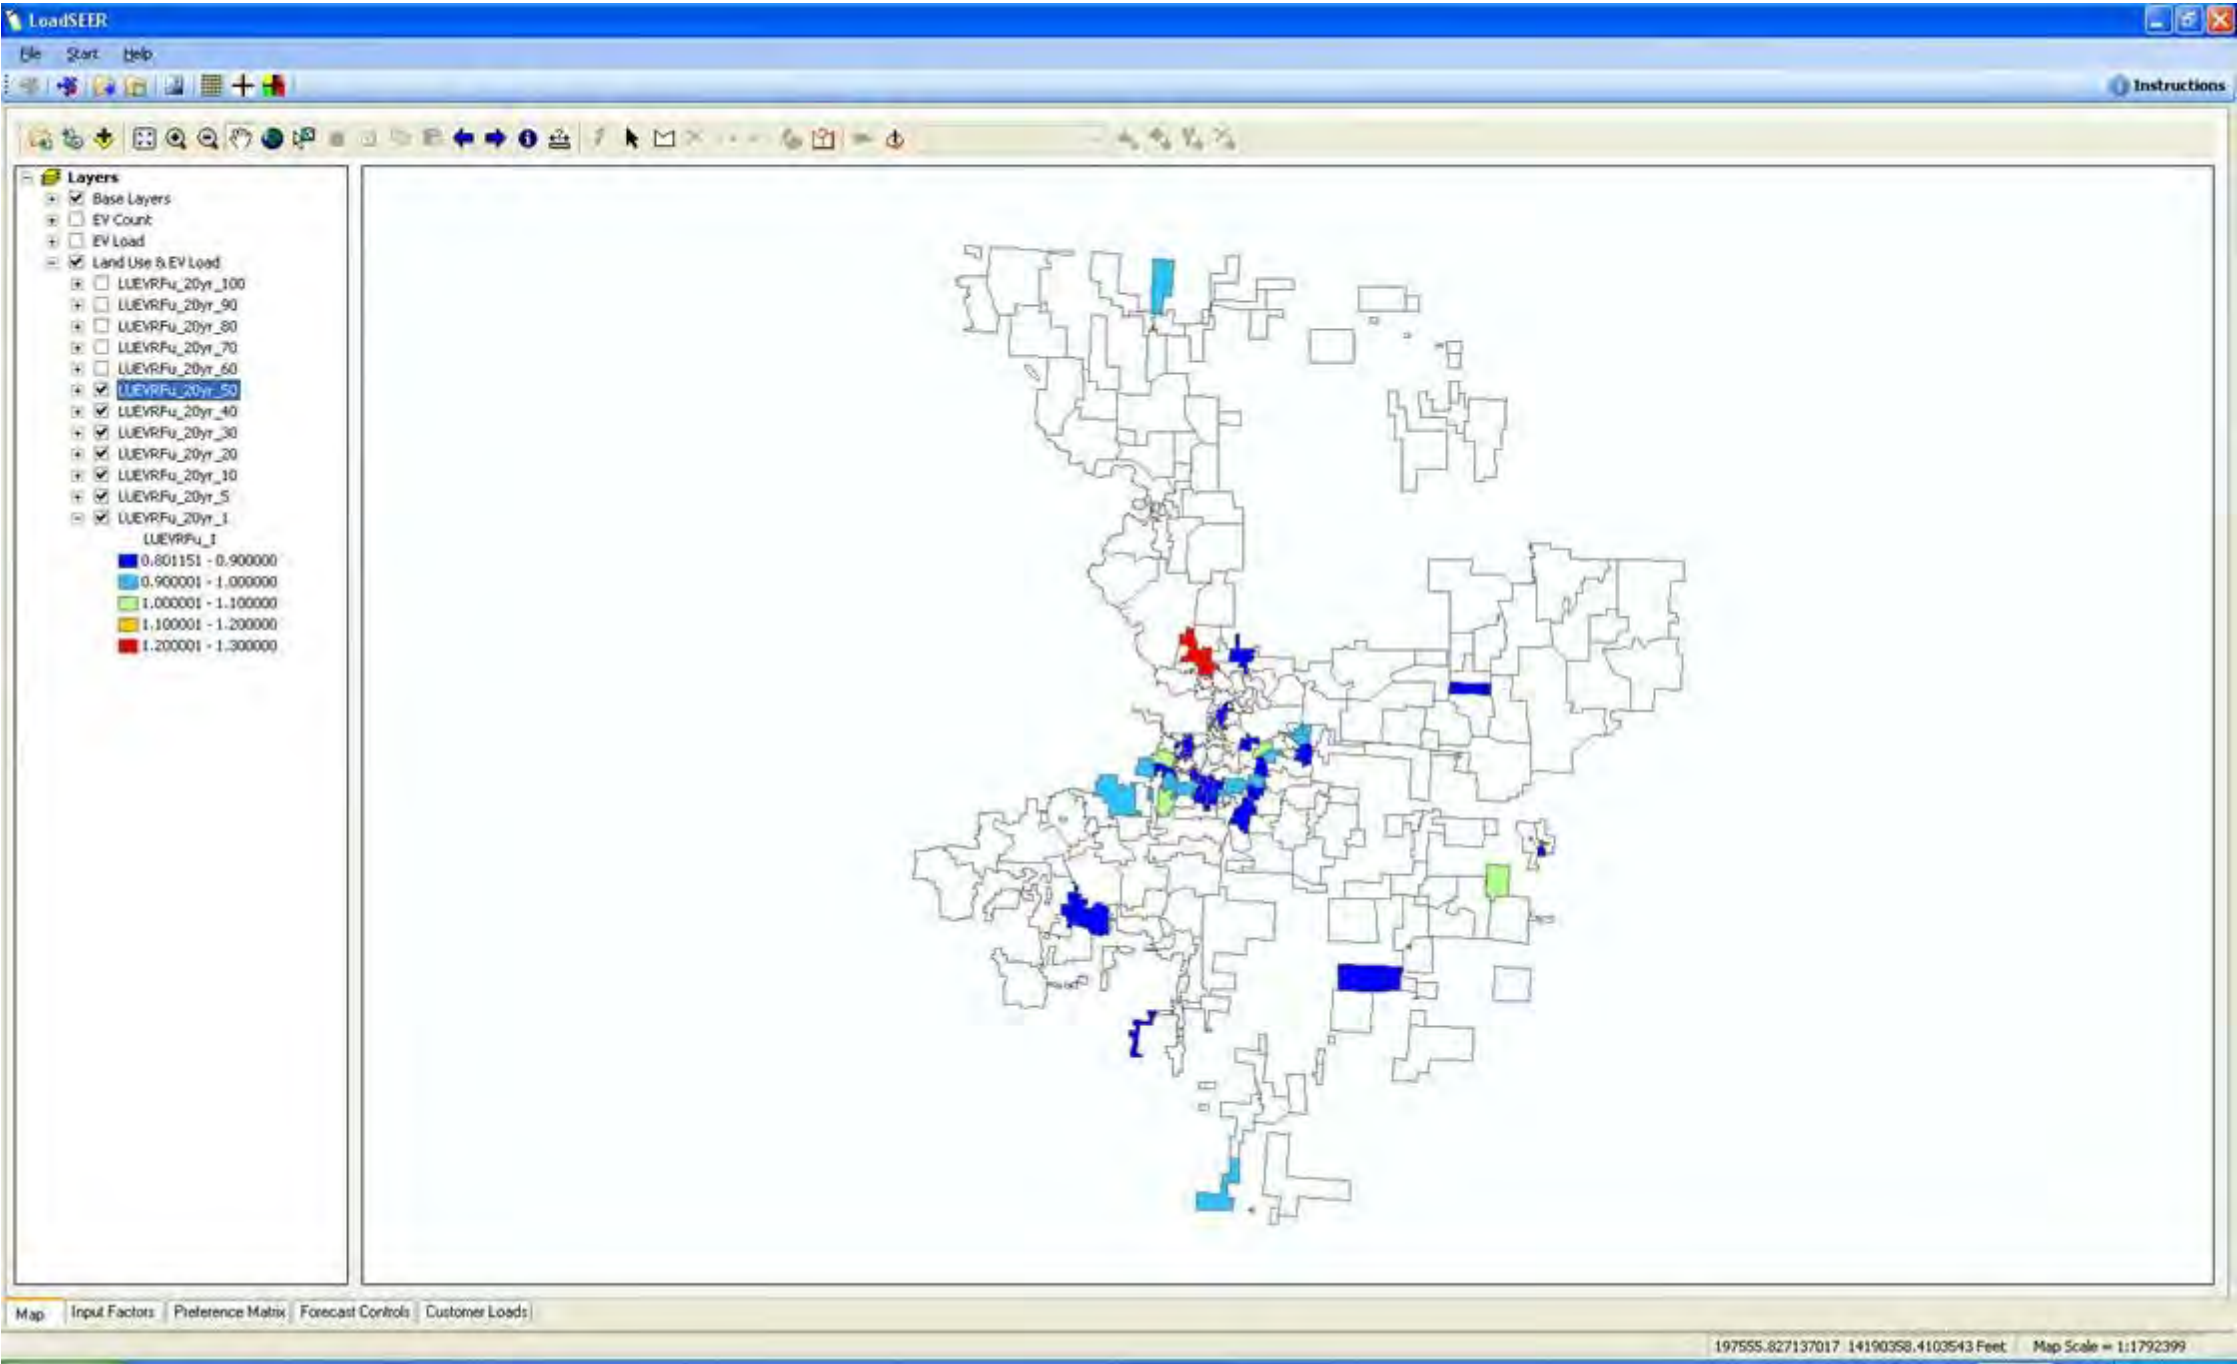 LoadSEER
File Start Help
Instructions
Layers
Base Layers
EV Count
EV Load
Land Use & EV Load
LUEVRFu_20yr_100
LUEVRFu_20yr_90
LUEVRFu_20yr_80
LUEVRFu_20yr_70
LUEVRFu_20yr_60
LUEVRFu_20yr_50
LUEVRFu_20yr_40
LUEVRFu_20yr_30
LUEVRFu_20yr_20
LUEVRFu_20yr_10
LUEVRFu_20yr_5
LUEVRFu_20yr_1
LUEVRFu_1
0.801151 - 0.900000
0.900001 - 1.000000
1.000001 - 1.100000
1.100001 - 1.200000
1.200001 - 1.300000
Map Input Factors Preference Matrix Forecast Controls Customer Loads
197555.827137017 14190358.4103543 Feet Map Scale = 1:1792399